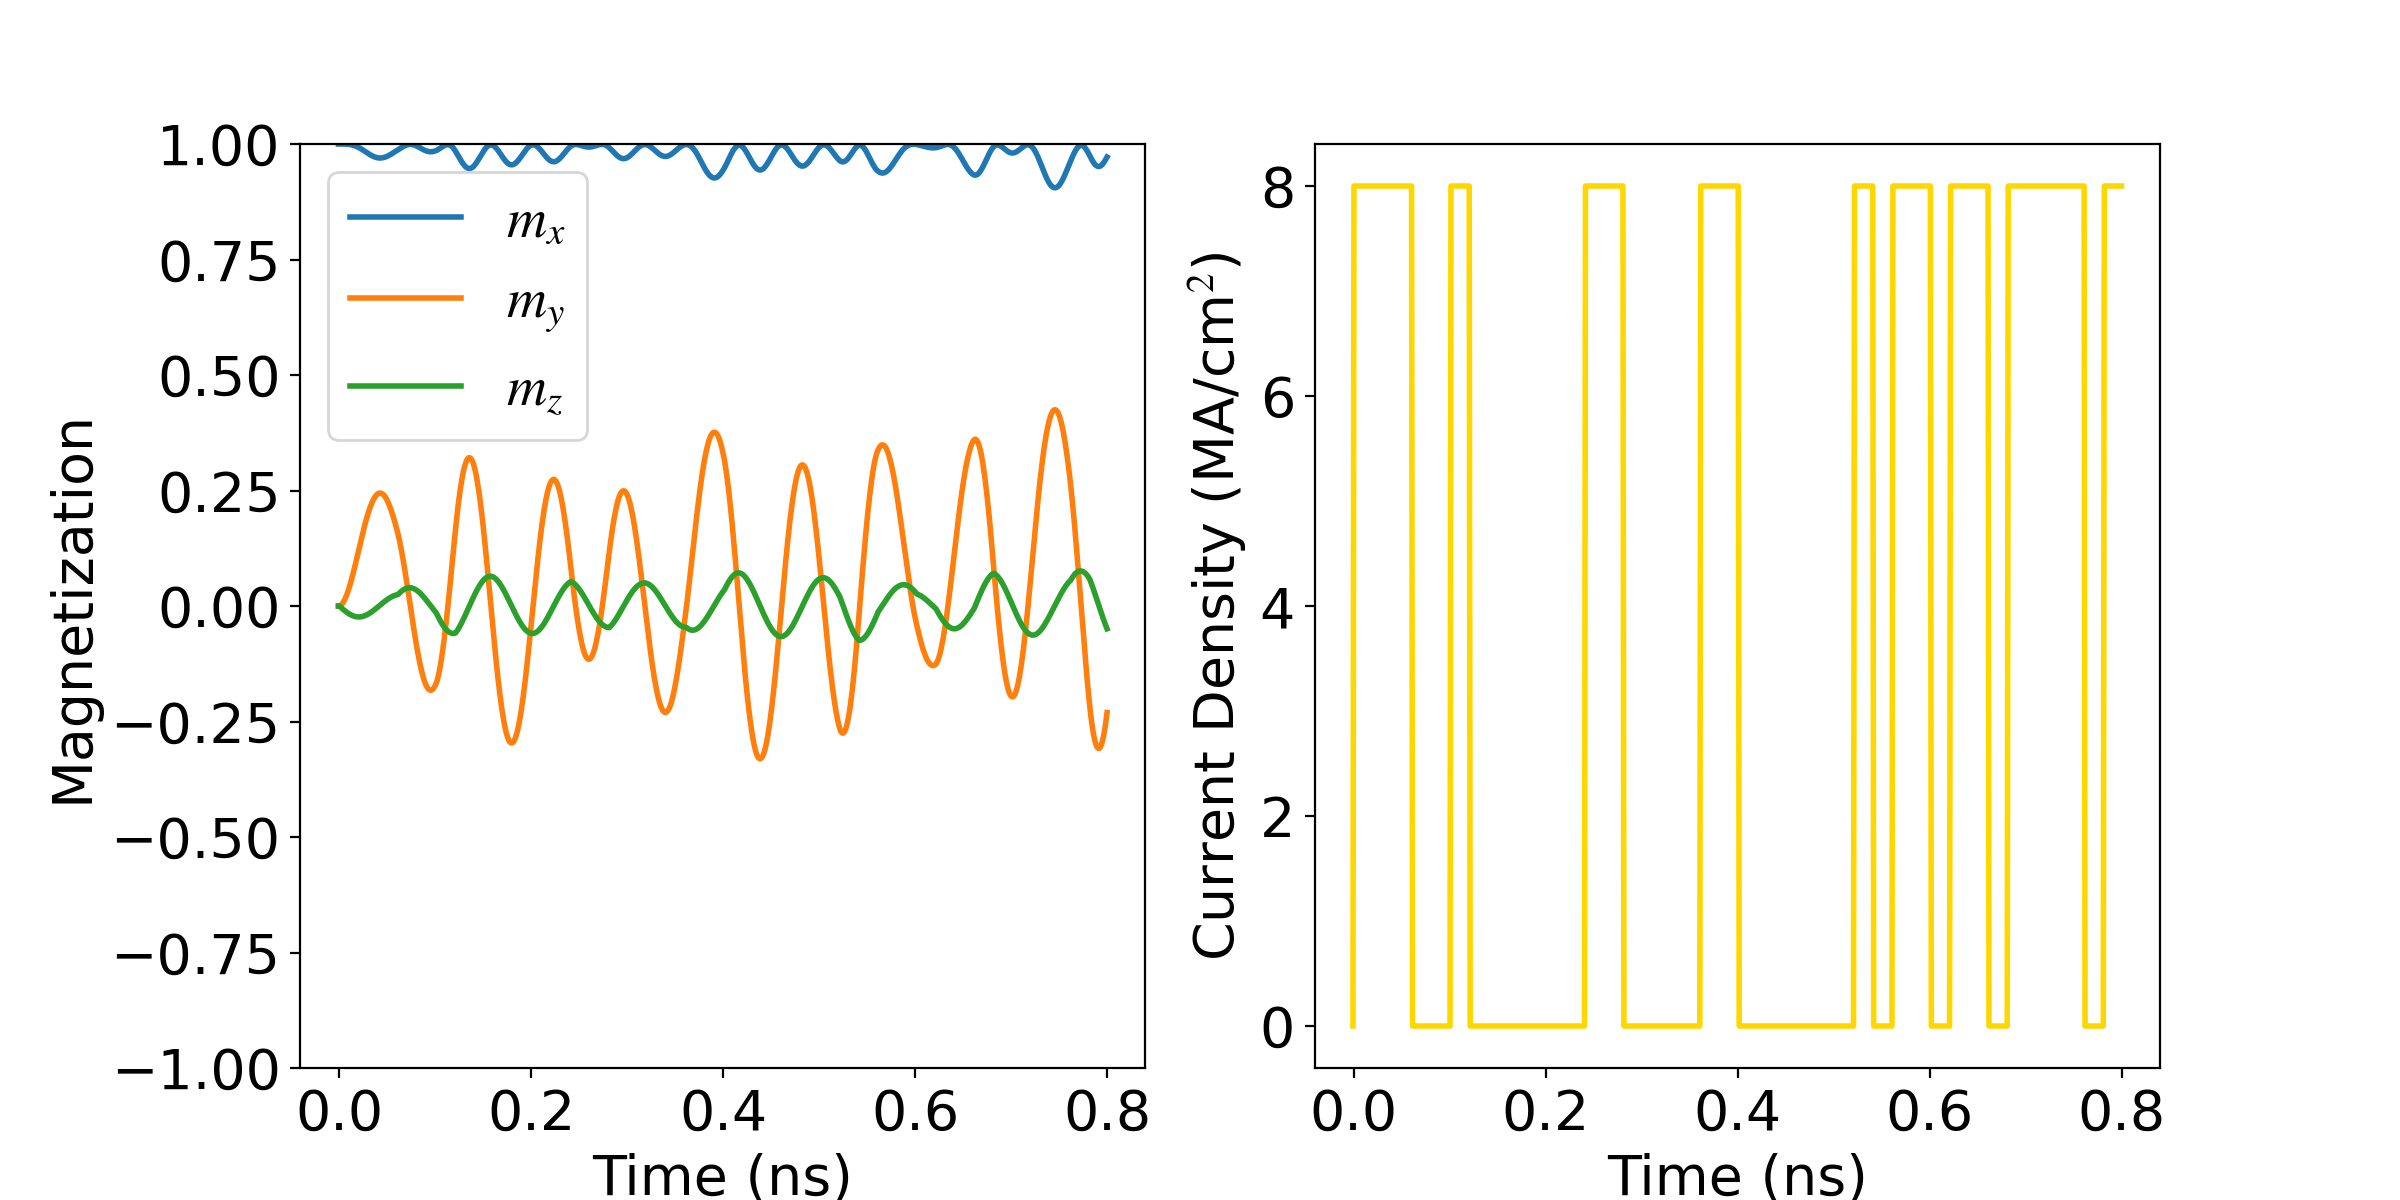 1.00
0.75
0.50
0.25
0.00
−0.25
−0.50
−0.75
−1.00
Magnetization
m_x
m_y
m_z
0.0 0.2 0.4 0.6 0.8
Time (ns)
8
6
4
2
0
Current Density (MA/cm²)
0.0 0.2 0.4 0.6 0.8
Time (ns)